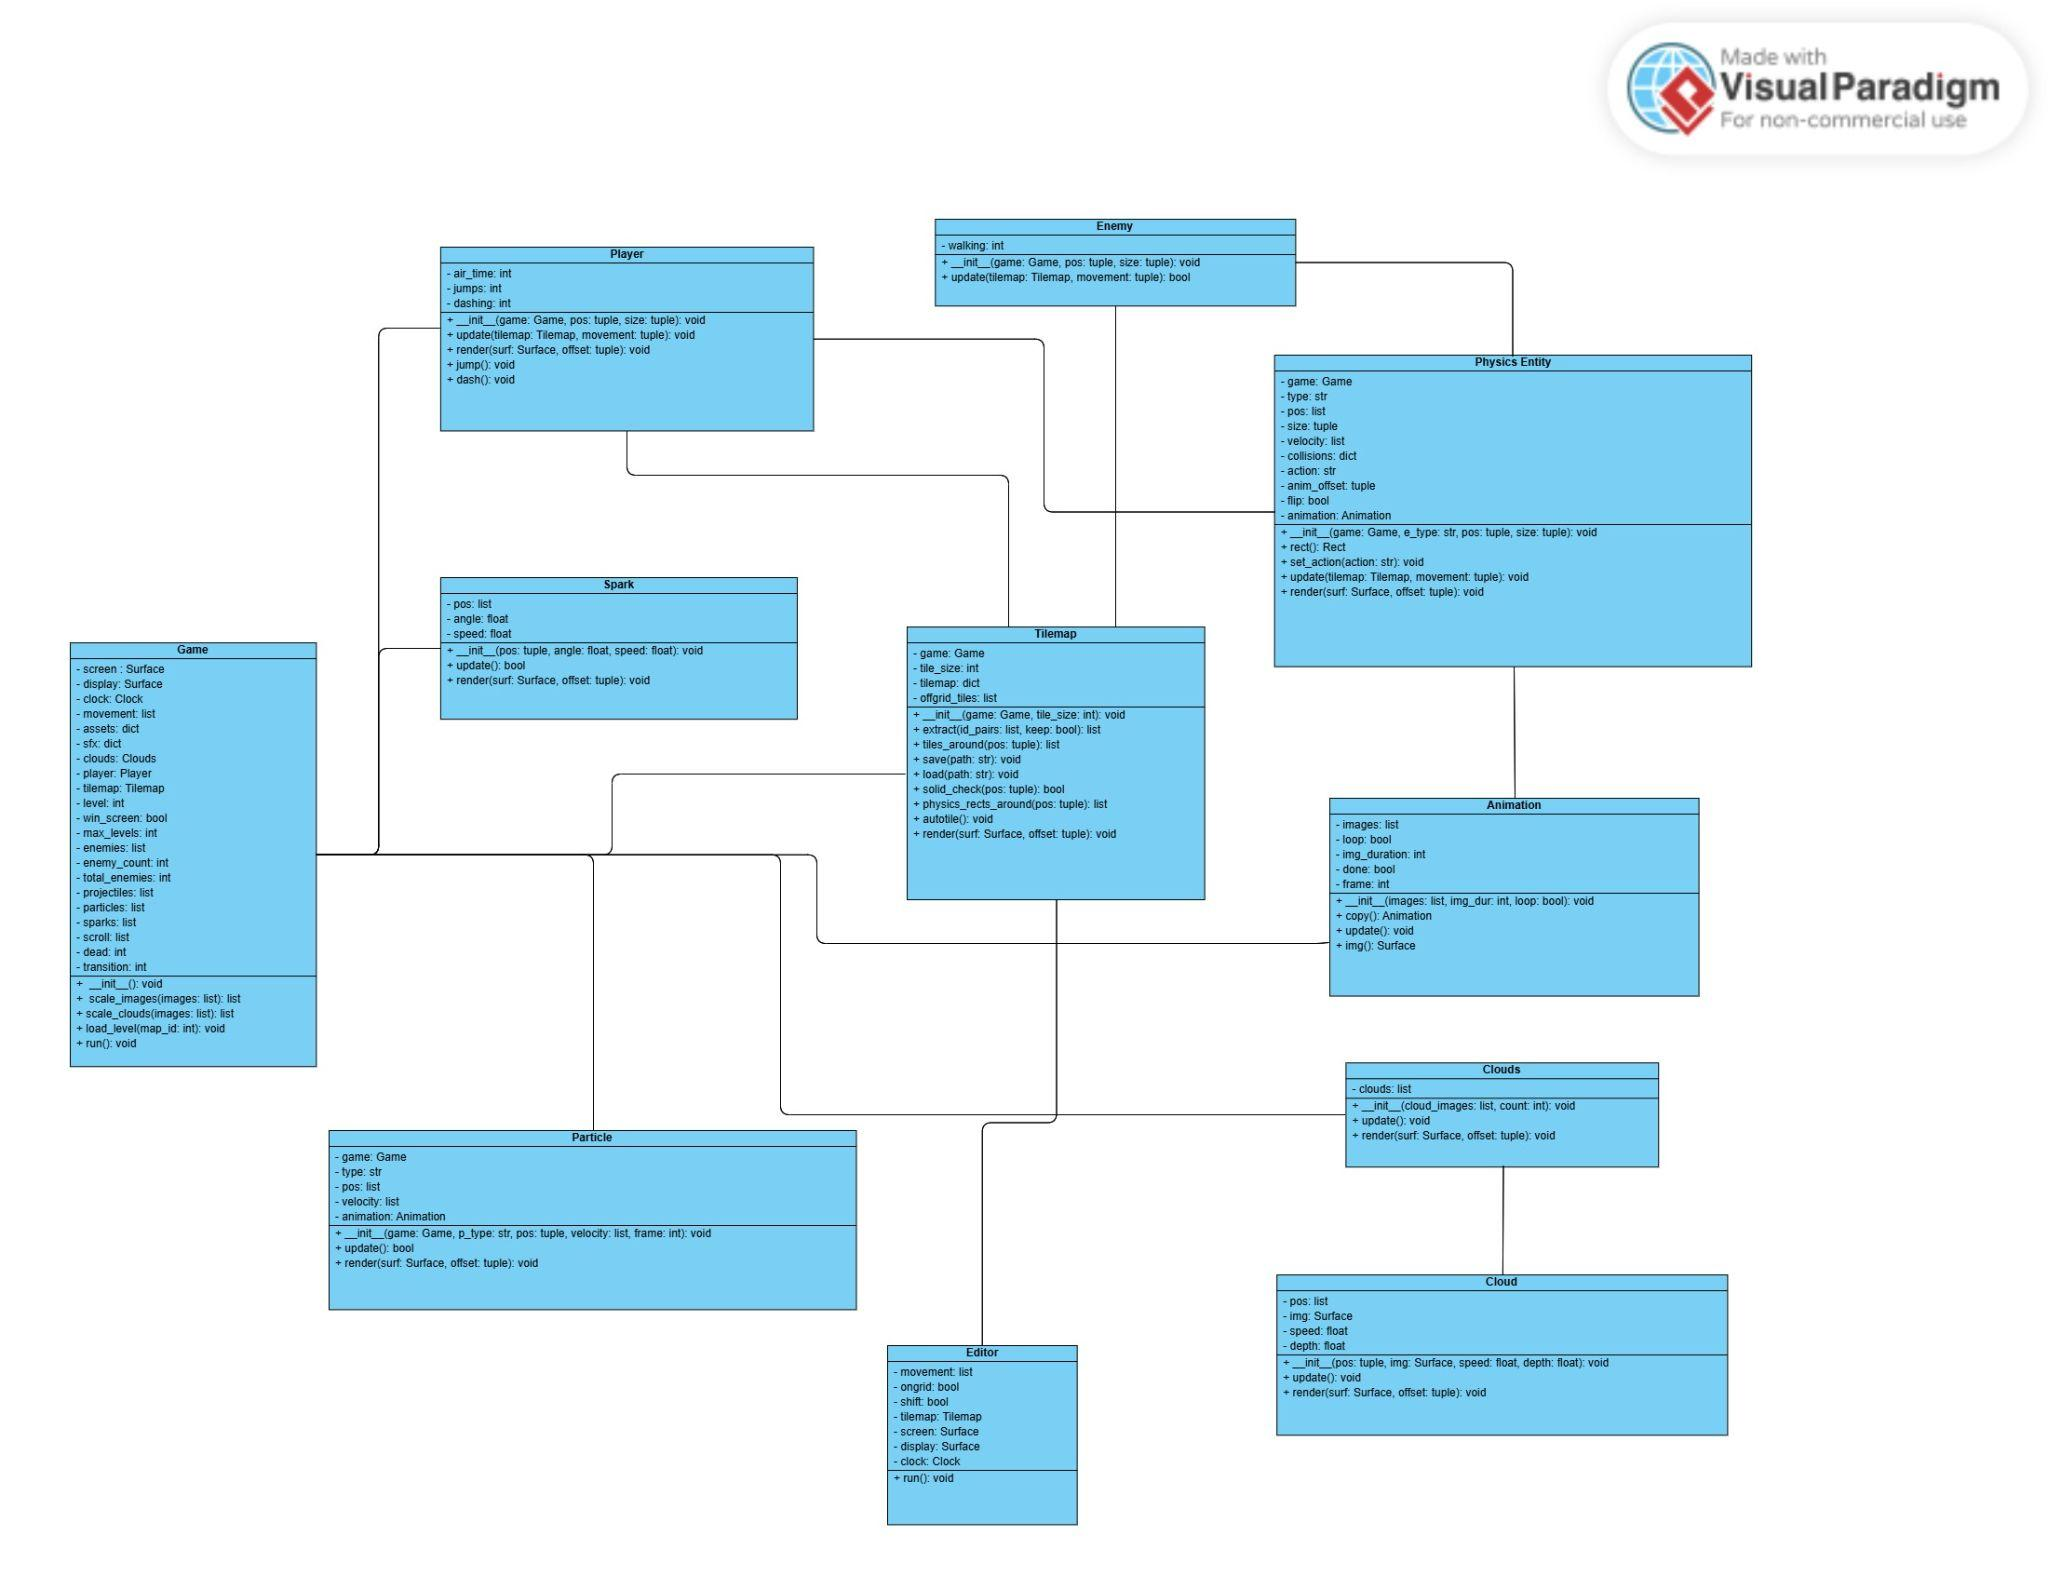 Made with
Visual Paradigm
For non-commercial use
Enemy
- walking: int
+ __init__(game: Game, pos: tuple, size: tuple): void
+ update(tilemap: Tilemap, movement: tuple): bool
Player
- air_time: int
- jumps: int
- dashing: int
+ __init__(game: Game, pos: tuple, size: tuple): void
+ update(tilemap: Tilemap, movement: tuple): void
+ render(surf: Surface, offset: tuple): void
+ jump(): void
+ dash(): void
Physics Entity
- game: Game
- type: str
- pos: list
- size: tuple
- velocity: list
- collisions: dict
- action: str
- anim_offset: tuple
- flip: bool
- animation: Animation
+ __init__(game: Game, e_type: str, pos: tuple, size: tuple): void
+ rect(): Rect
+ set_action(action: str): void
+ update(tilemap: Tilemap, movement: tuple): void
+ render(surf: Surface, offset: tuple): void
Spark
- pos: list
- angle: float
- speed: float
+ __init__(pos: tuple, angle: float, speed: float): void
+ update(): bool
+ render(surf: Surface, offset: tuple): void
Game
- screen : Surface
- display: Surface
- clock: Clock
- movement: list
- assets: dict
- sfx: dict
- clouds: Clouds
- player: Player
- tilemap: Tilemap
- level: int
- win_screen: bool
- max_levels: int
- enemies: list
- enemy_count: int
- total_enemies: int
- projectiles: list
- particles: list
- sparks: list
- scroll: list
- dead: int
- transition: int
+ __init__(): void
+ scale_images(images: list): list
+ scale_clouds(images: list): list
+ load_level(map_id: int): void
+ run(): void
Tilemap
- game: Game
- tile_size: int
- tilemap: dict
- offgrid_tiles: list
+ __init__(game: Game, tile_size: int): void
+ extract(id_pairs: list, keep: bool): list
+ tiles_around(pos: tuple): list
+ save(path: str): void
+ load(path: str): void
+ solid_check(pos: tuple): bool
+ physics_rects_around(pos: tuple): list
+ autotile(): void
+ render(surf: Surface, offset: tuple): void
Animation
- images: list
- loop: bool
- img_duration: int
- done: bool
- frame: int
+ __init__(images: list, img_dur: int, loop: bool): void
+ copy(): Animation
+ update(): void
+ img(): Surface
Clouds
- clouds: list
+ __init__(cloud_images: list, count: int): void
+ update(): void
+ render(surf: Surface, offset: tuple): void
Particle
- game: Game
- type: str
- pos: list
- velocity: list
- animation: Animation
+ __init__(game: Game, p_type: str, pos: tuple, velocity: list, frame: int): void
+ update(): bool
+ render(surf: Surface, offset: tuple): void
Cloud
- pos: list
- img: Surface
- speed: float
- depth: float
+ __init__(pos: tuple, img: Surface, speed: float, depth: float): void
+ update(): void
+ render(surf: Surface, offset: tuple): void
Editor
- movement: list
- ongrid: bool
- shift: bool
- tilemap: Tilemap
- screen: Surface
- display: Surface
- clock: Clock
+ run(): void